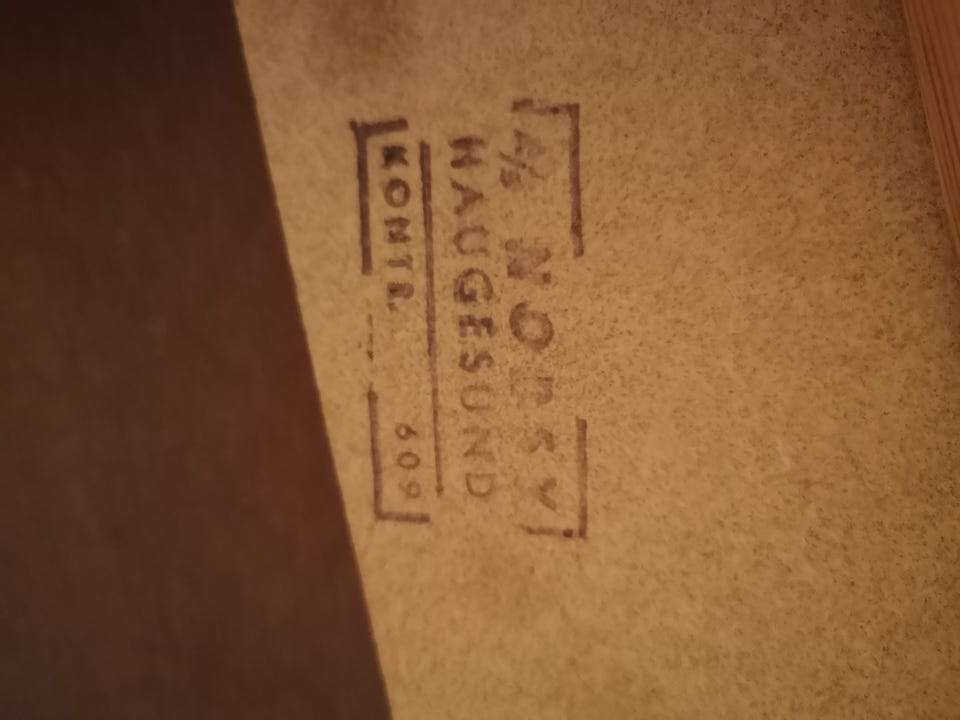 A/S NORSY
HAUGESUND
KONTR. 609